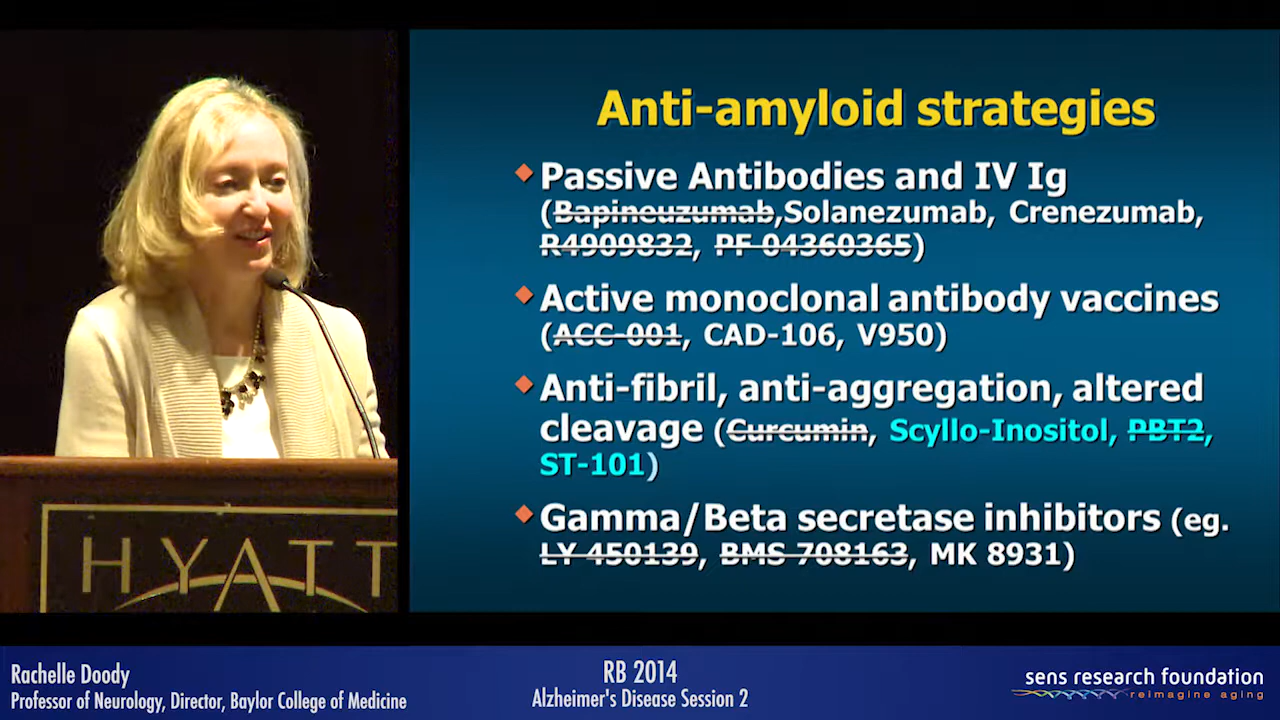 Anti-amyloid strategies
Passive Antibodies and IV Ig
(Bapineuzumab,Solanezumab, Crenezumab,
R4909832, PF 04360365)
Active monoclonal antibody vaccines
(ACC-001, CAD-106, V950)
Anti-fibril, anti-aggregation, altered
cleavage (Curcumin, Scyllo-Inositol, PBT2,
ST-101)
Gamma/Beta secretase inhibitors (eg.
LY 450139, BMS 708163, MK 8931)
HYATT
Rachelle Doody
Professor of Neurology, Director, Baylor College of Medicine
RB 2014
Alzheimer's Disease Session 2
sens research foundation
reimagine aging